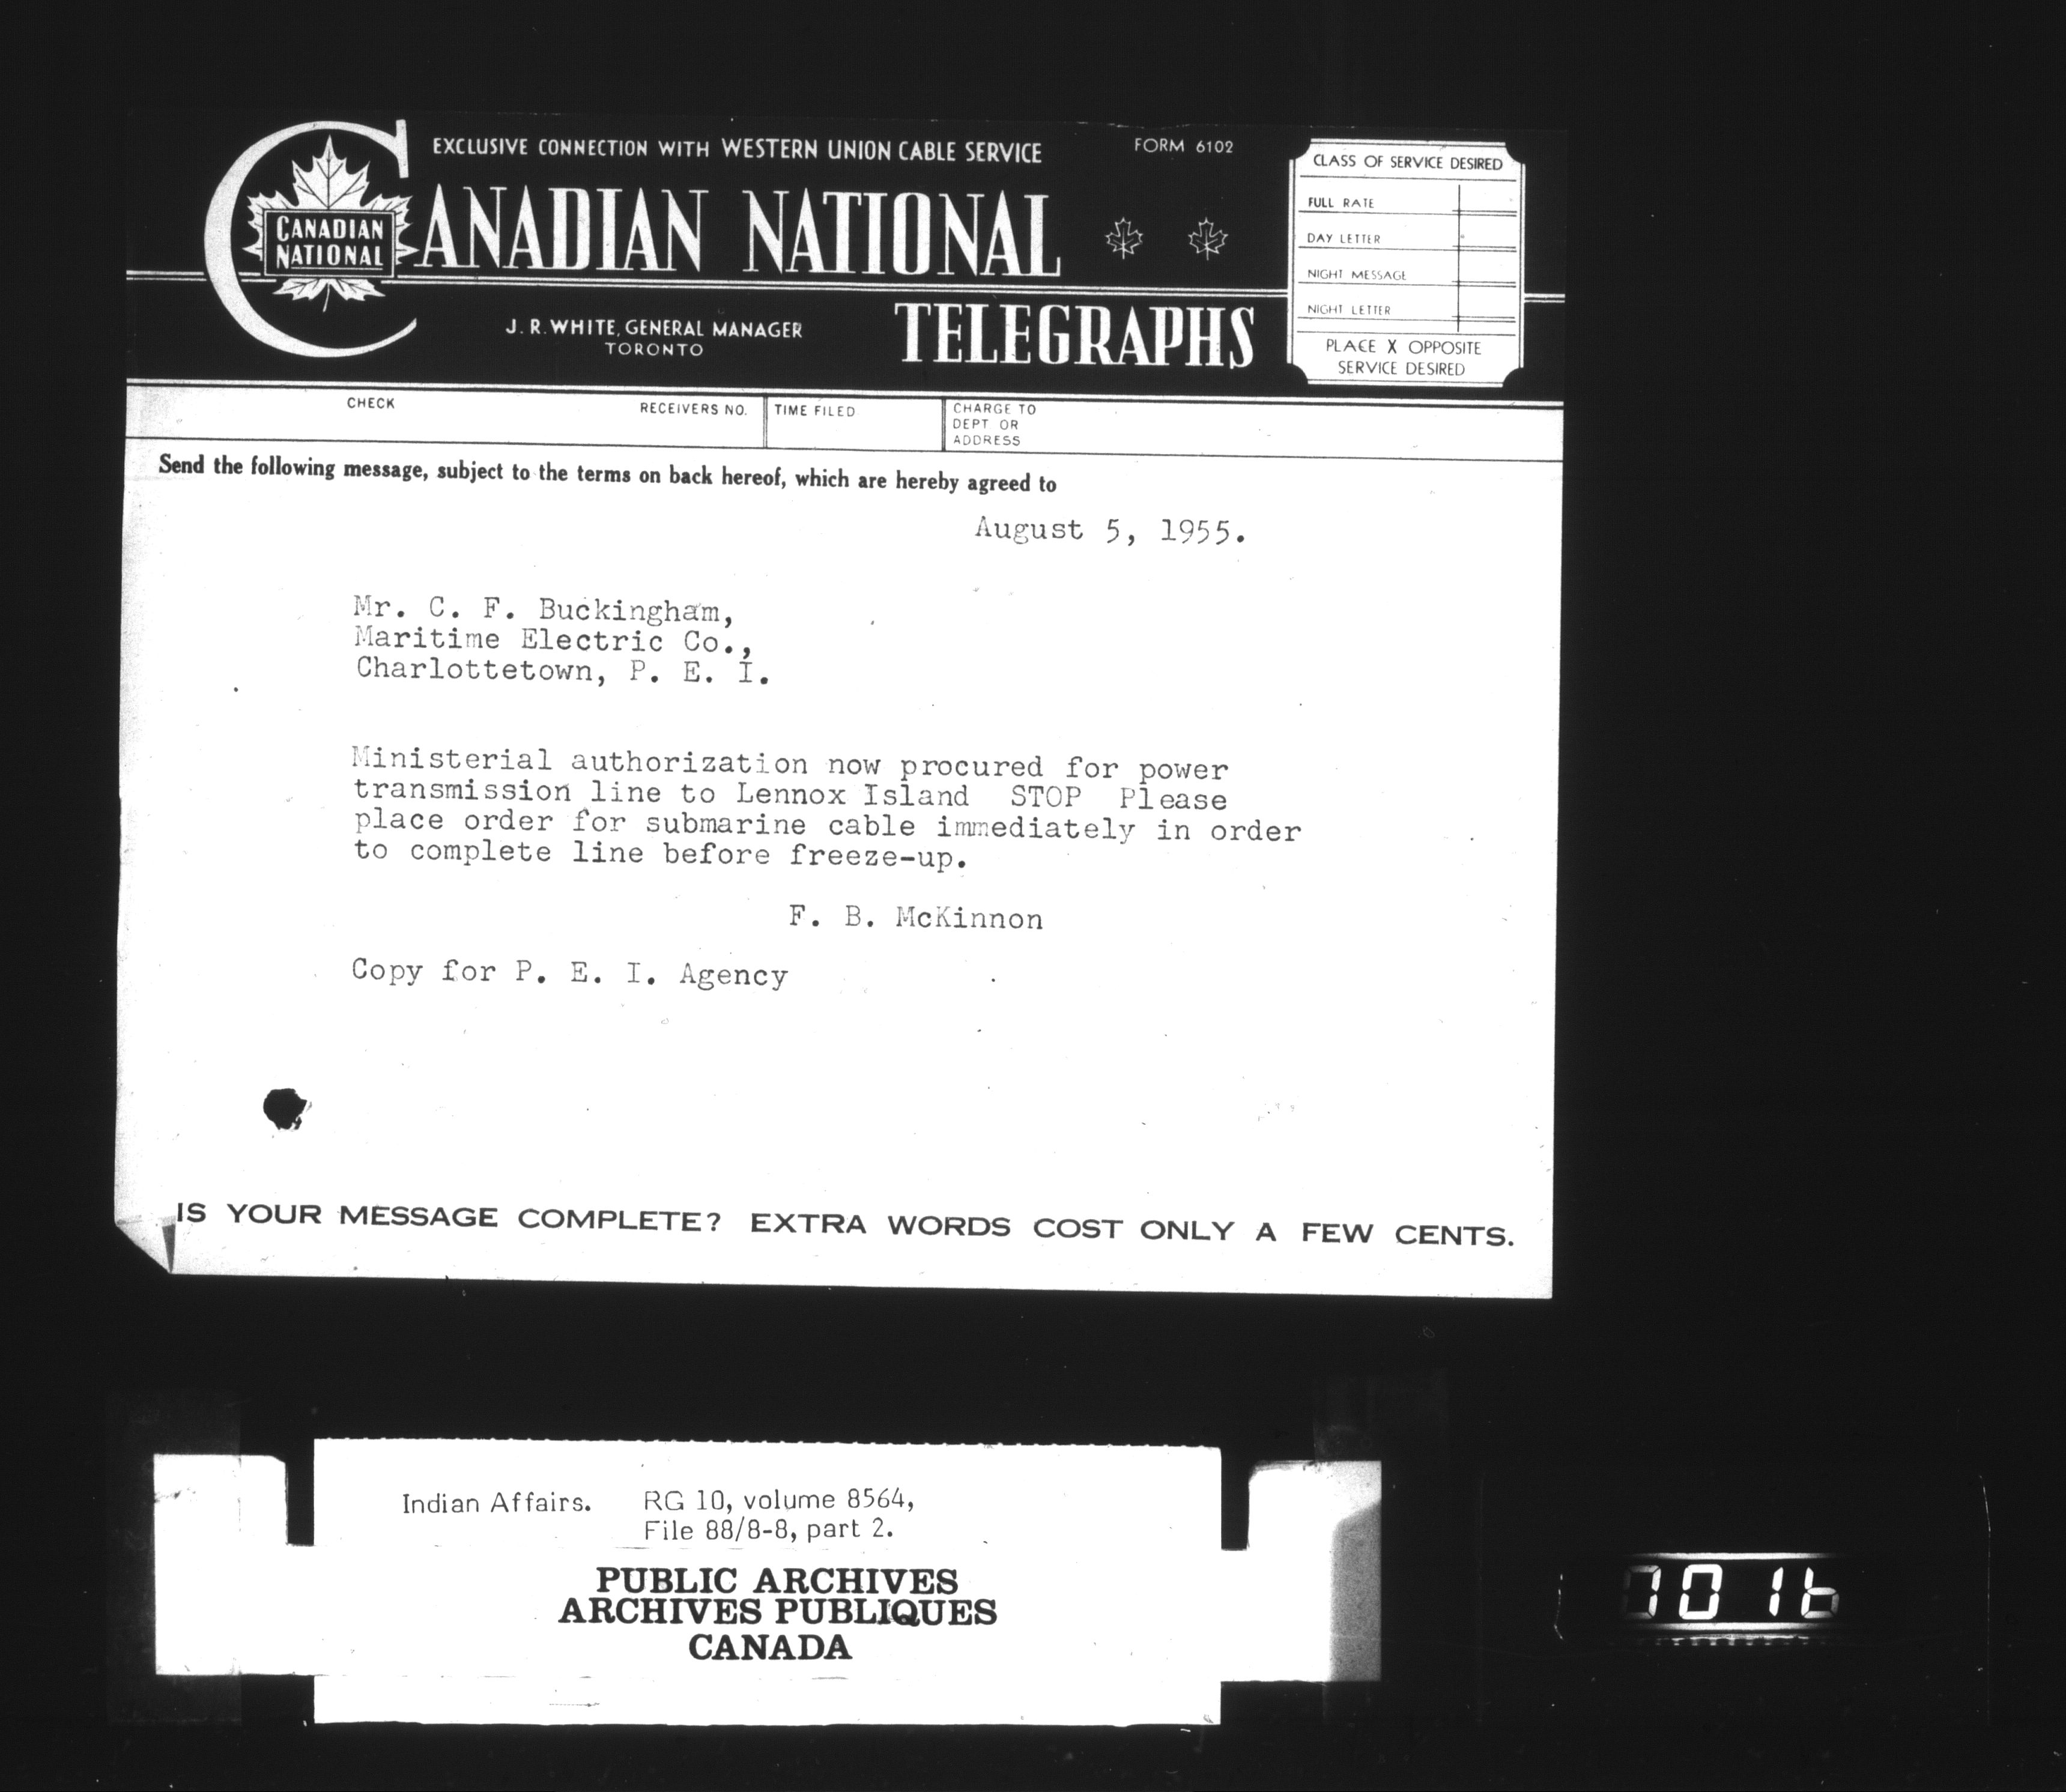 EXCLUSIVE CONNECTION WITH WESTERN UNION CABLE SERVICE
FORM 6102
CANADIAN NATIONAL
CANADIAN
NATIONAL
TELEGRAPHS
J. R. WHITE, GENERAL MANAGER
TORONTO
CLASS OF SERVICE DESIRED
FULL RATE
DAY LETTER
NIGHT MESSAGE
NIGHT LETTER
PLACE X OPPOSITE
SERVICE DESIRED
CHECK
RECEIVERS NO.
TIME FILED
CHARGE TO
DEPT OR
ADDRESS
Send the following message, subject to the terms on back hereof, which are hereby agreed to
August 5, 1955.
Mr. C. F. Buckingham,
Maritime Electric Co.,
Charlottetown, P. E. I.
Ministerial authorization now procured for power
transmission line to Lennox Island STOP Please
place order for submarine cable immediately in order
to complete line before freeze-up.
F. B. McKinnon
Copy for P. E. I. Agency
IS YOUR MESSAGE COMPLETE? EXTRA WORDS COST ONLY A FEW CENTS.
Indian Affairs. RG 10, volume 8564,
File 88/8-8, part 2.
PUBLIC ARCHIVES
ARCHIVES PUBLIQUES
CANADA